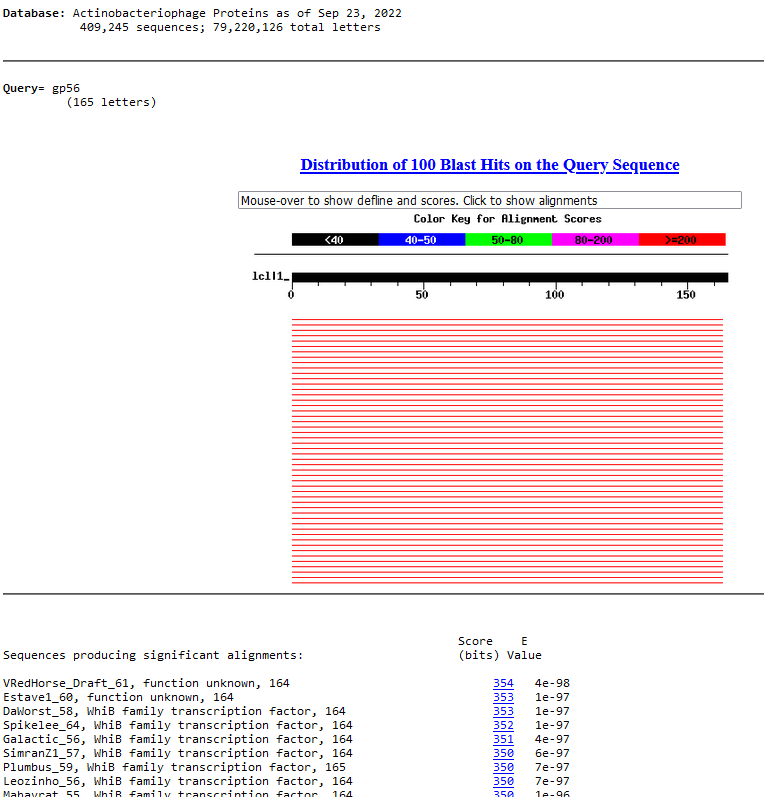 Database: Actinobacteriophage Proteins as of Sep 23, 2022
409,245 sequences; 79,220,126 total letters
Query= gp56
(165 letters)
Distribution of 100 Blast Hits on the Query Sequence
Mouse-over to show defline and scores. Click to show alignments
Color Key for Alignment Scores
<40 40-50 50-80 80-200 >=200
lcl|1_
0 50 100 150
Score E
Sequences producing significant alignments: (bits) Value
VRedHorse_Draft_61, function unknown, 164 354 4e-98
Estave1_60, function unknown, 164 353 1e-97
DaWorst_58, WhiB family transcription factor, 164 353 1e-97
Spikelee_64, WhiB family transcription factor, 164 352 1e-97
Galactic_56, WhiB family transcription factor, 164 351 4e-97
SimranZ1_57, WhiB family transcription factor, 164 350 6e-97
Plumbus_59, WhiB family transcription factor, 165 350 7e-97
Leozinho_56, WhiB family transcription factor, 164 350 7e-97
Mahavrat_55, WhiB family transcription factor, 164 350 1e-96